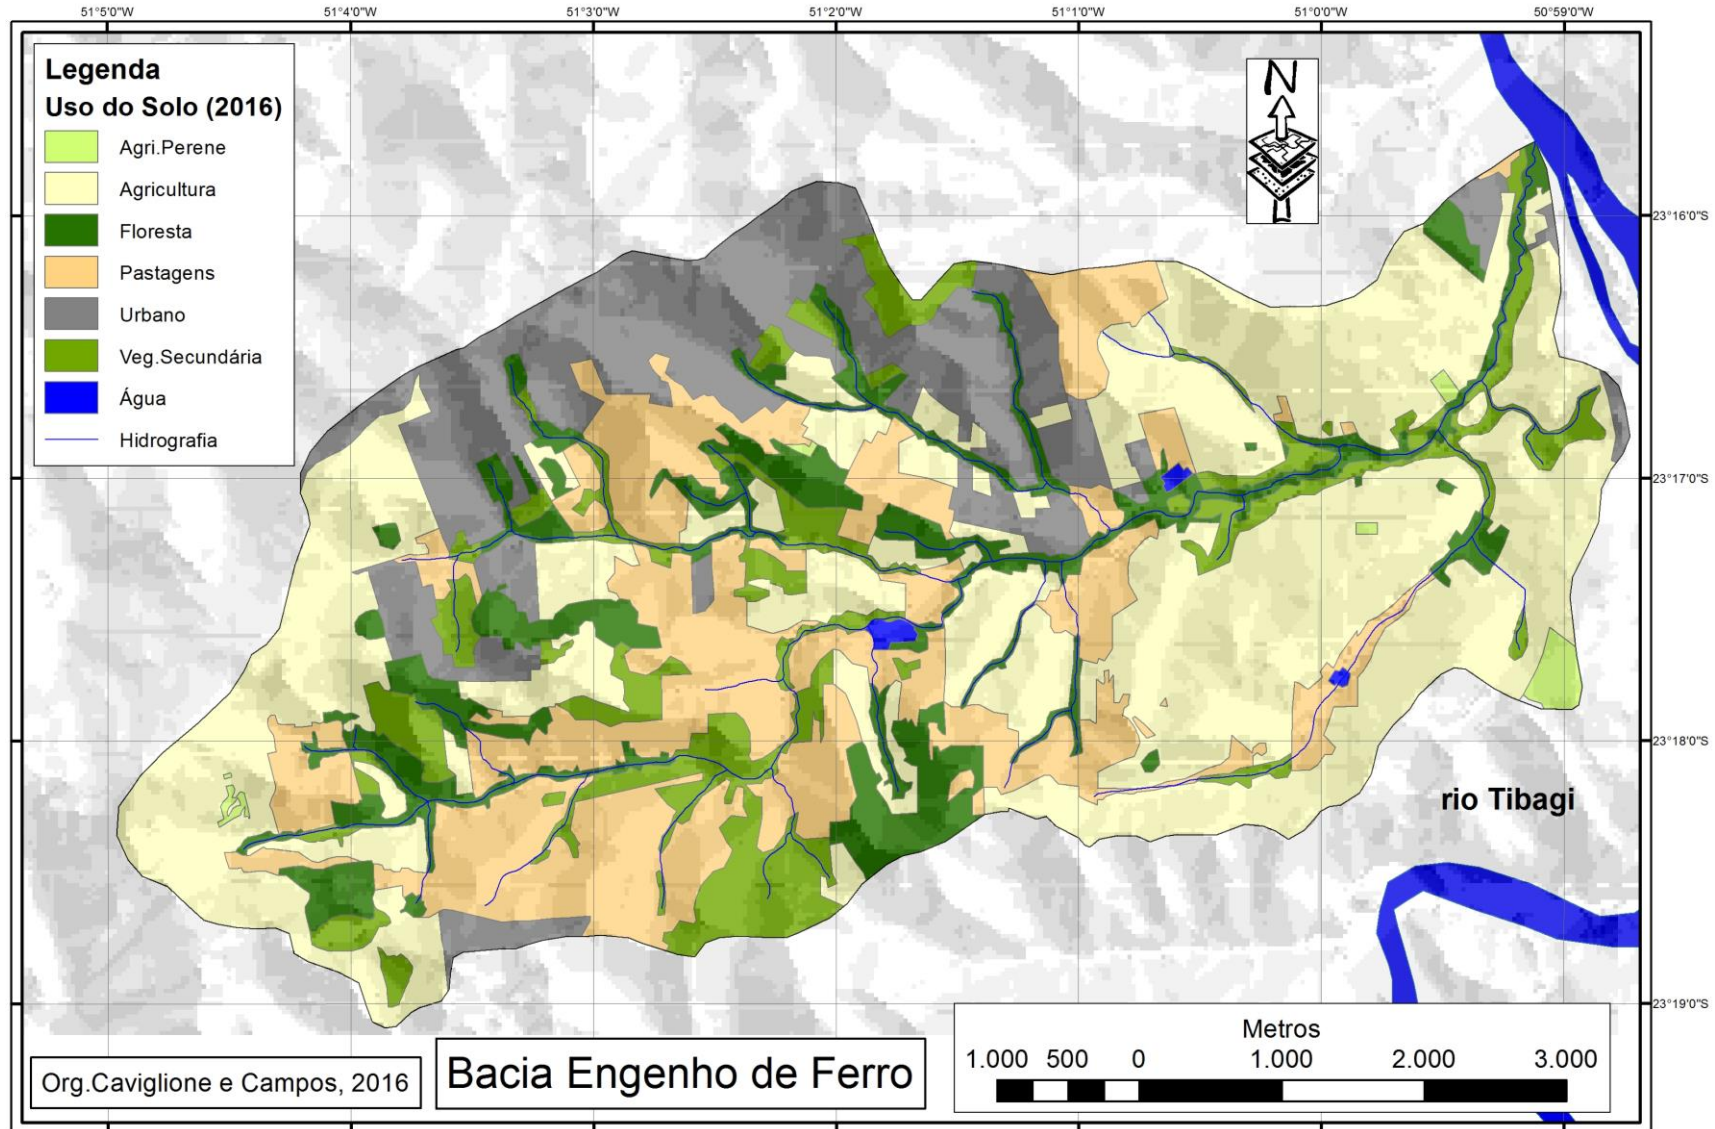 51°5'0"W 51°4'0"W 51°3'0"W 51°2'0"W 51°1'0"W 51°0'0"W 50°59'0"W
Legenda
Uso do Solo (2016)
Agri.Perene
Agricultura
Floresta
Pastagens
Urbano
Veg.Secundária
Água
Hidrografia
N
23°16'0"S
23°17'0"S
23°18'0"S
rio Tibagi
23°19'0"S
Metros
1.000 500 0 1.000 2.000 3.000
Org.Caviglione e Campos, 2016
Bacia Engenho de Ferro